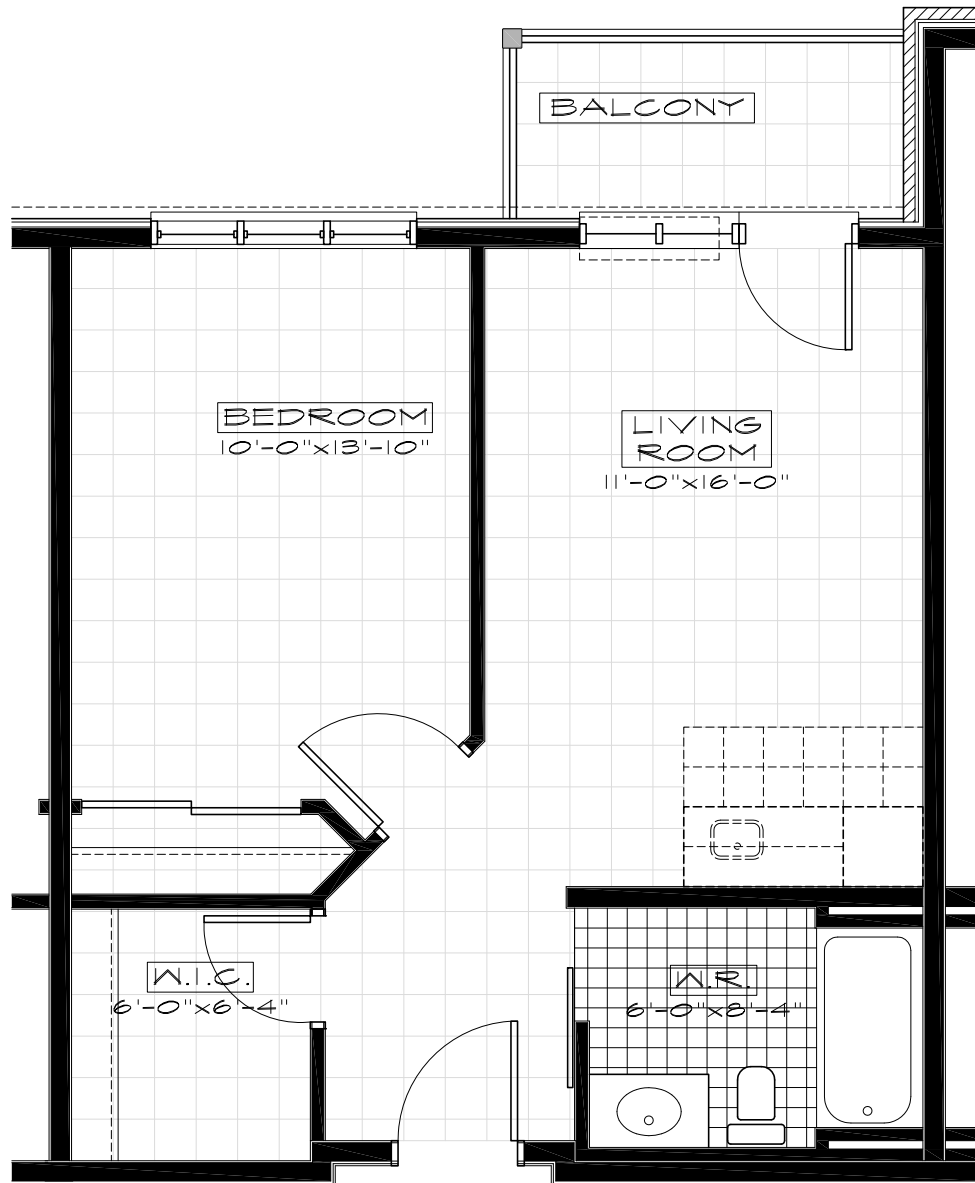 BALCONY
BEDROOM
10'-0"x13'-10"
LIVING
ROOM
11'-0"x16'-0"
W.I.C.
6'-0"x6'-4"
W.R.
6'-0"x8'-4"